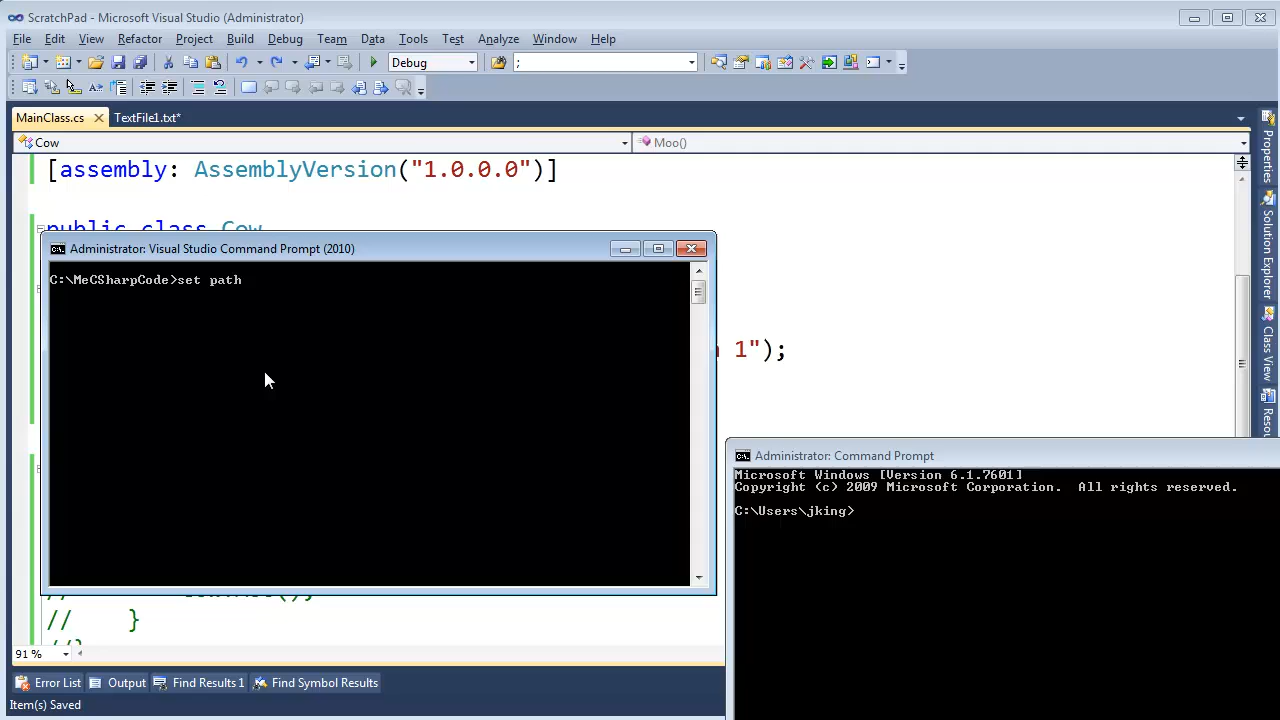 ScratchPad - Microsoft Visual Studio (Administrator)
File Edit View Refactor Project Build Debug Team Data Tools Test Analyze Window Help
Debug ;
MainClass.cs TextFile1.txt*
Cow Moo()
[assembly: AssemblyVersion("1.0.0.0")]
public class Cow
Administrator: Visual Studio Command Prompt (2010)
C:\MeCSharpCode>set path
1");
Administrator: Command Prompt
Microsoft Windows [Version 6.1.7601]
Copyright (c) 2009 Microsoft Corporation. All rights reserved.
C:\Users\jking>
// }
91 %
Error List Output Find Results 1 Find Symbol Results
Item(s) Saved
Properties
Solution Explorer
Class View